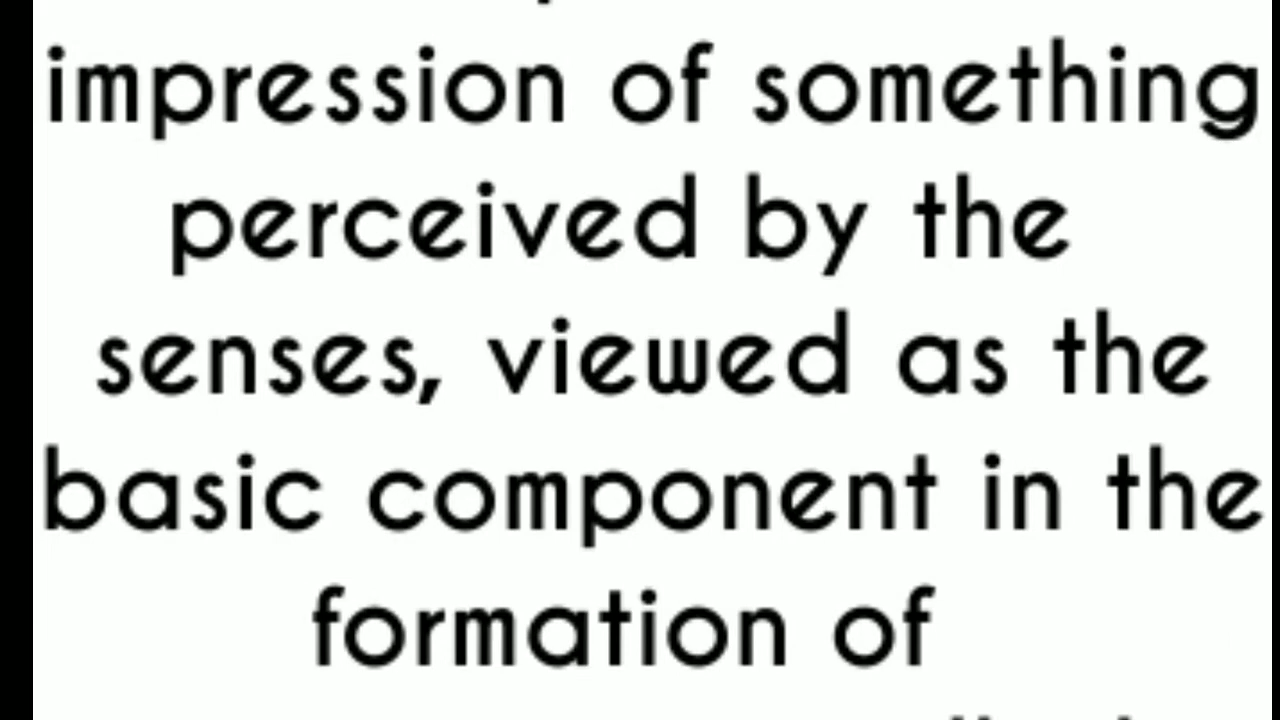 impression of something
perceived by the
senses, viewed as the
basic component in the
formation of